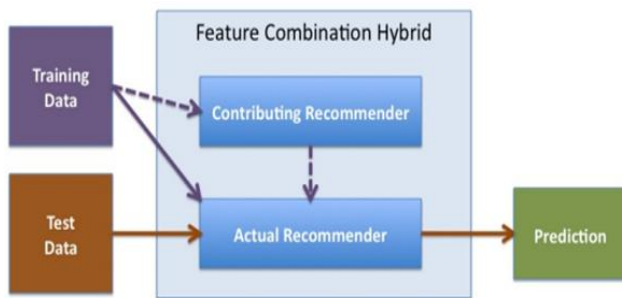 Feature Combination Hybrid
Training
Data
Contributing Recommender
Test
Data
Actual Recommender
Prediction